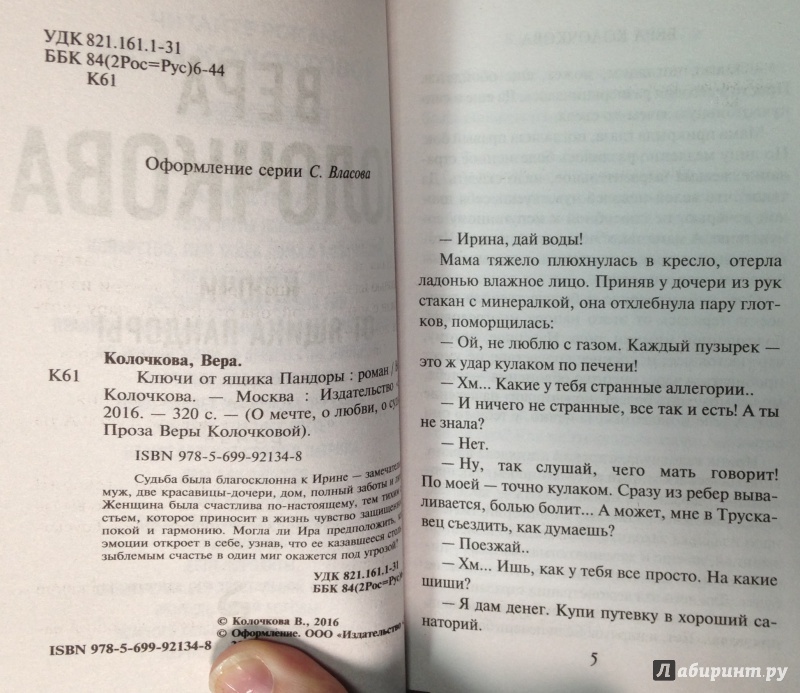 УДК 821.161.1-31
ББК 84(2Рос=Рус)6-44
К61
Оформление серии С. Власова
Колочкова, Вера.
К61
Ключи от ящика Пандоры : роман /
Колочкова. — Москва : Издательство
2016. — 320 с. — (О мечте, о любви, о
Проза Веры Колочковой).
ISBN 978-5-699-92134-8
Судьба была благосклонна к Ирине —
муж, две красавицы-дочери, дом, полный заботы и
Женщина была счастлива по-настоящему, тем
стьем, которое приносит в жизнь чувство
покой и гармонию. Могла ли Ира предположить,
эмоции откроет в себе, узнав, что ее казавшееся
зыблемым счастье в один миг окажется под угрозой?
УДК 821.161.1-31
ББК 84(2Рос=Рус)
© Колочкова В., 2016
© Оформление. ООО «Издательство
ISBN 978-5-699-92134-8
— Ирина, дай воды!
Мама тяжело плюхнулась в кресло, отерла
ладонью влажное лицо. Приняв у дочери из рук
стакан с минералкой, она отхлебнула пару глот-
ков, поморщилась:
— Ой, не люблю с газом. Каждый пузырек —
это ж удар кулаком по печени!
— Хм... Какие у тебя странные аллегории..
— И ничего не странные, все так и есть! А ты
не знала?
— Нет.
— Ну, так слушай, чего мать говорит!
По моей — точно кулаком. Сразу из ребер выва-
ливается, болью болит... А может, мне в Труска-
вец съездить, как думаешь?
— Поезжай..
— Хм... Ишь, как у тебя все просто. На какие
шиши?
— Я дам денег. Купи путевку в хороший са-
наторий.
5
Лабиринт.ру